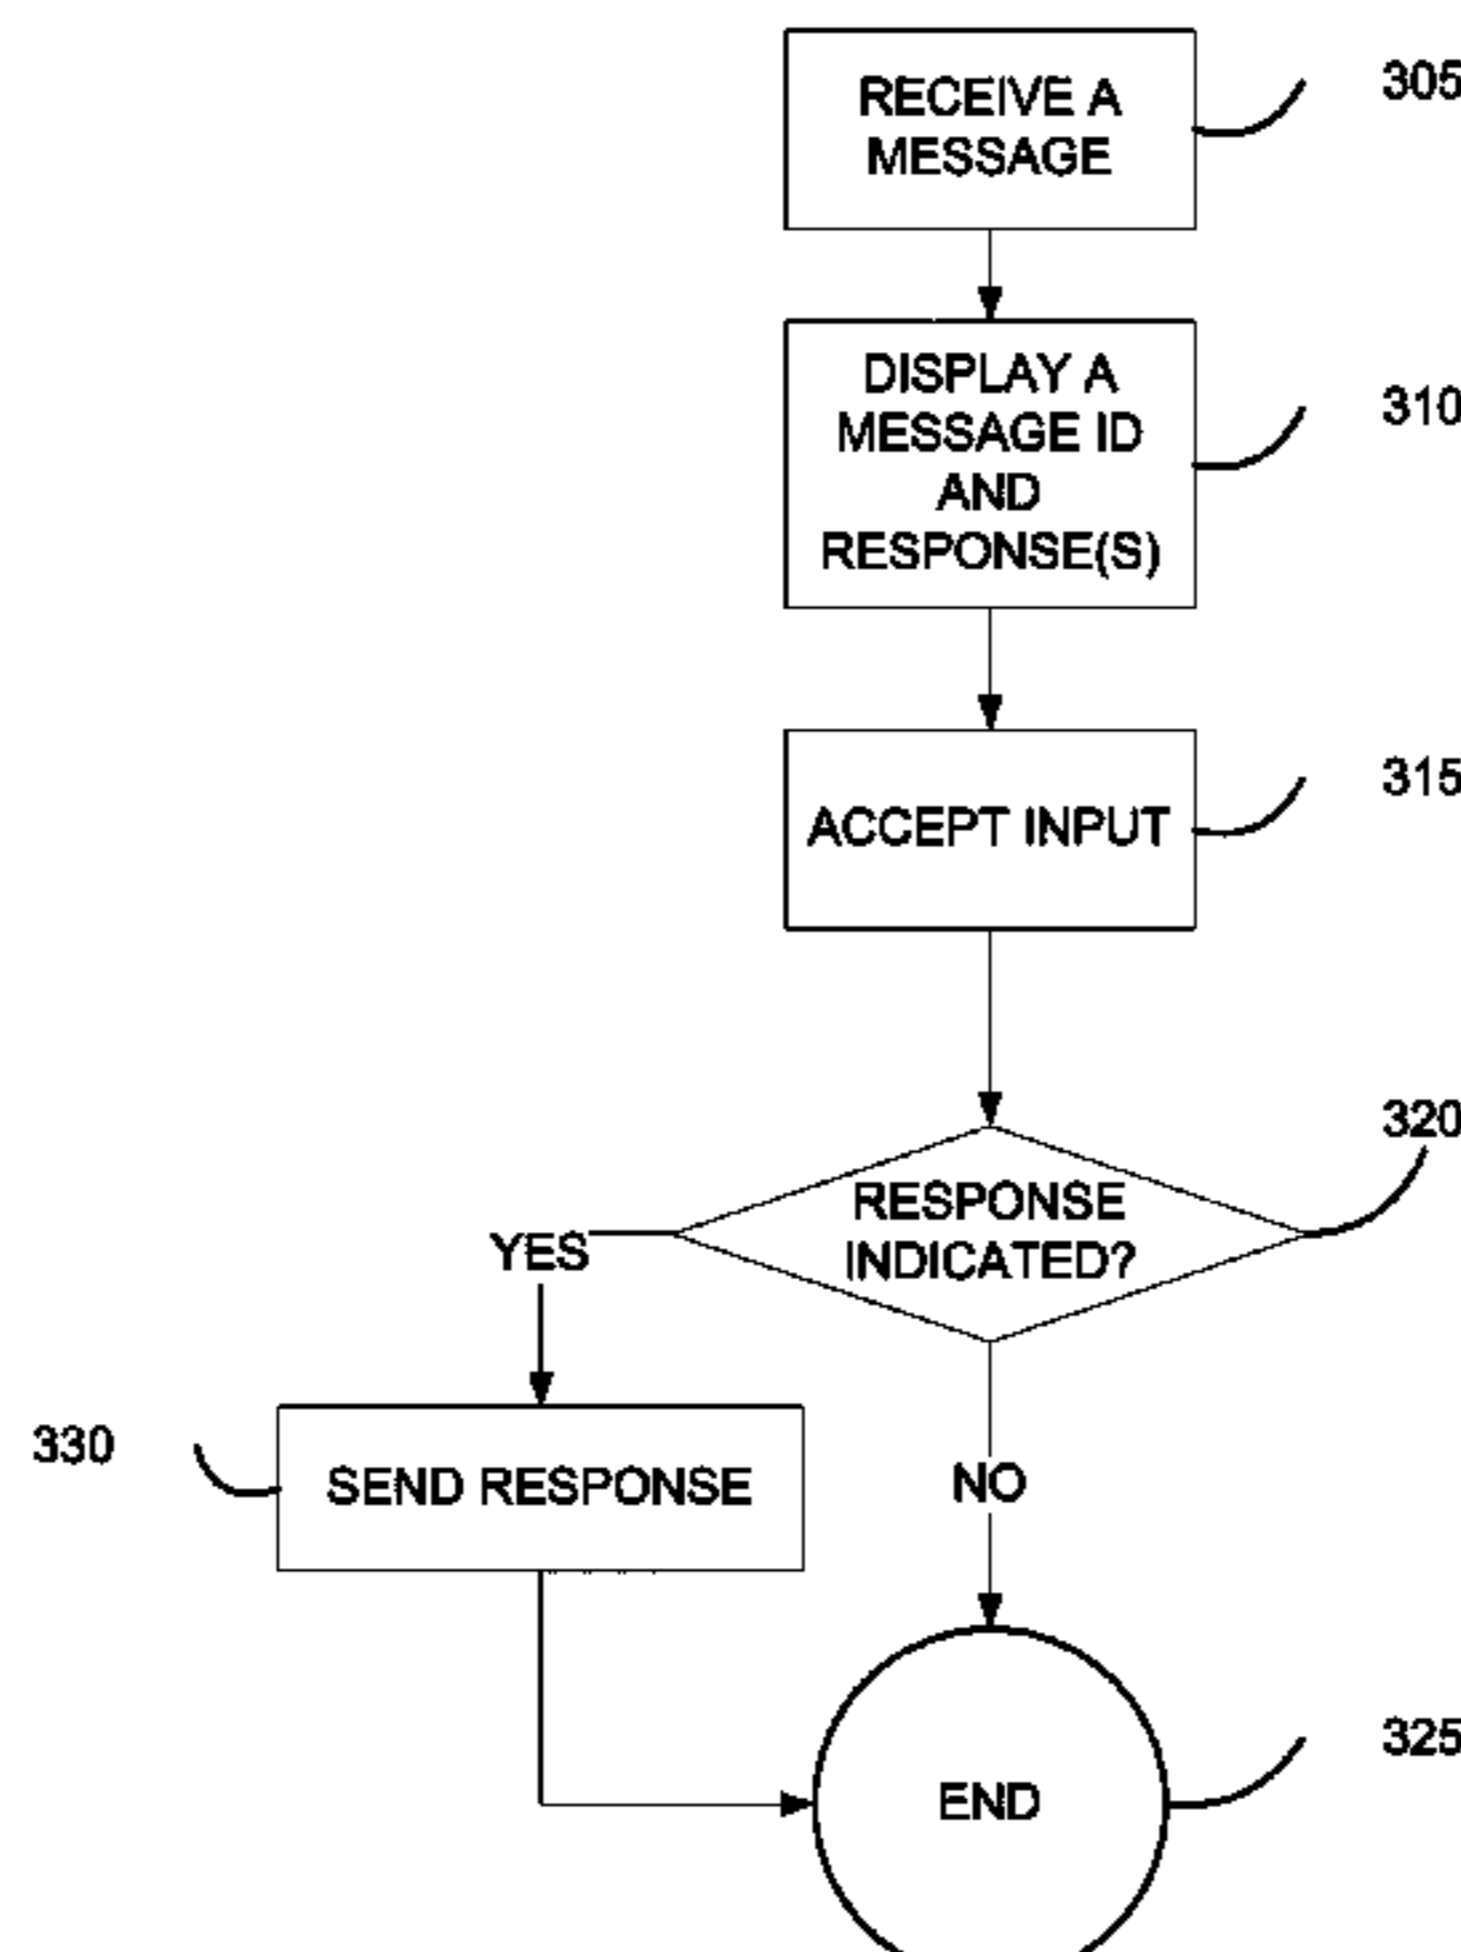 RECEIVE A
MESSAGE
305
DISPLAY A
MESSAGE ID
AND
RESPONSE(S)
310
ACCEPT INPUT
315
320
RESPONSE
INDICATED?
YES
330
SEND RESPONSE
NO
325
END